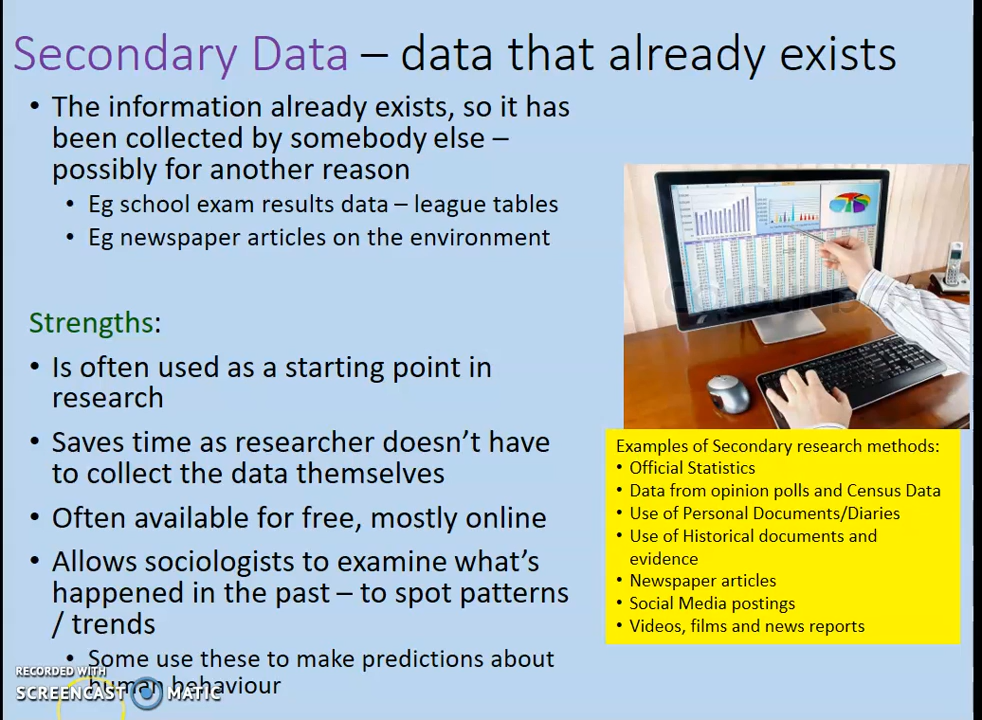 Secondary Data – data that already exists
• The information already exists, so it has
been collected by somebody else –
possibly for another reason
• Eg school exam results data – league tables
• Eg newspaper articles on the environment
Strengths:
• Is often used as a starting point in
research
• Saves time as researcher doesn't have
to collect the data themselves
• Often available for free, mostly online
• Allows sociologists to examine what's
happened in the past – to spot patterns
/ trends
• Some use these to make predictions about
human behaviour
Examples of Secondary research methods:
• Official Statistics
• Data from opinion polls and Census Data
• Use of Personal Documents/Diaries
• Use of Historical documents and
evidence
• Newspaper articles
• Social Media postings
• Videos, films and news reports
RECORDED WITH
SCREENCAST MATIC